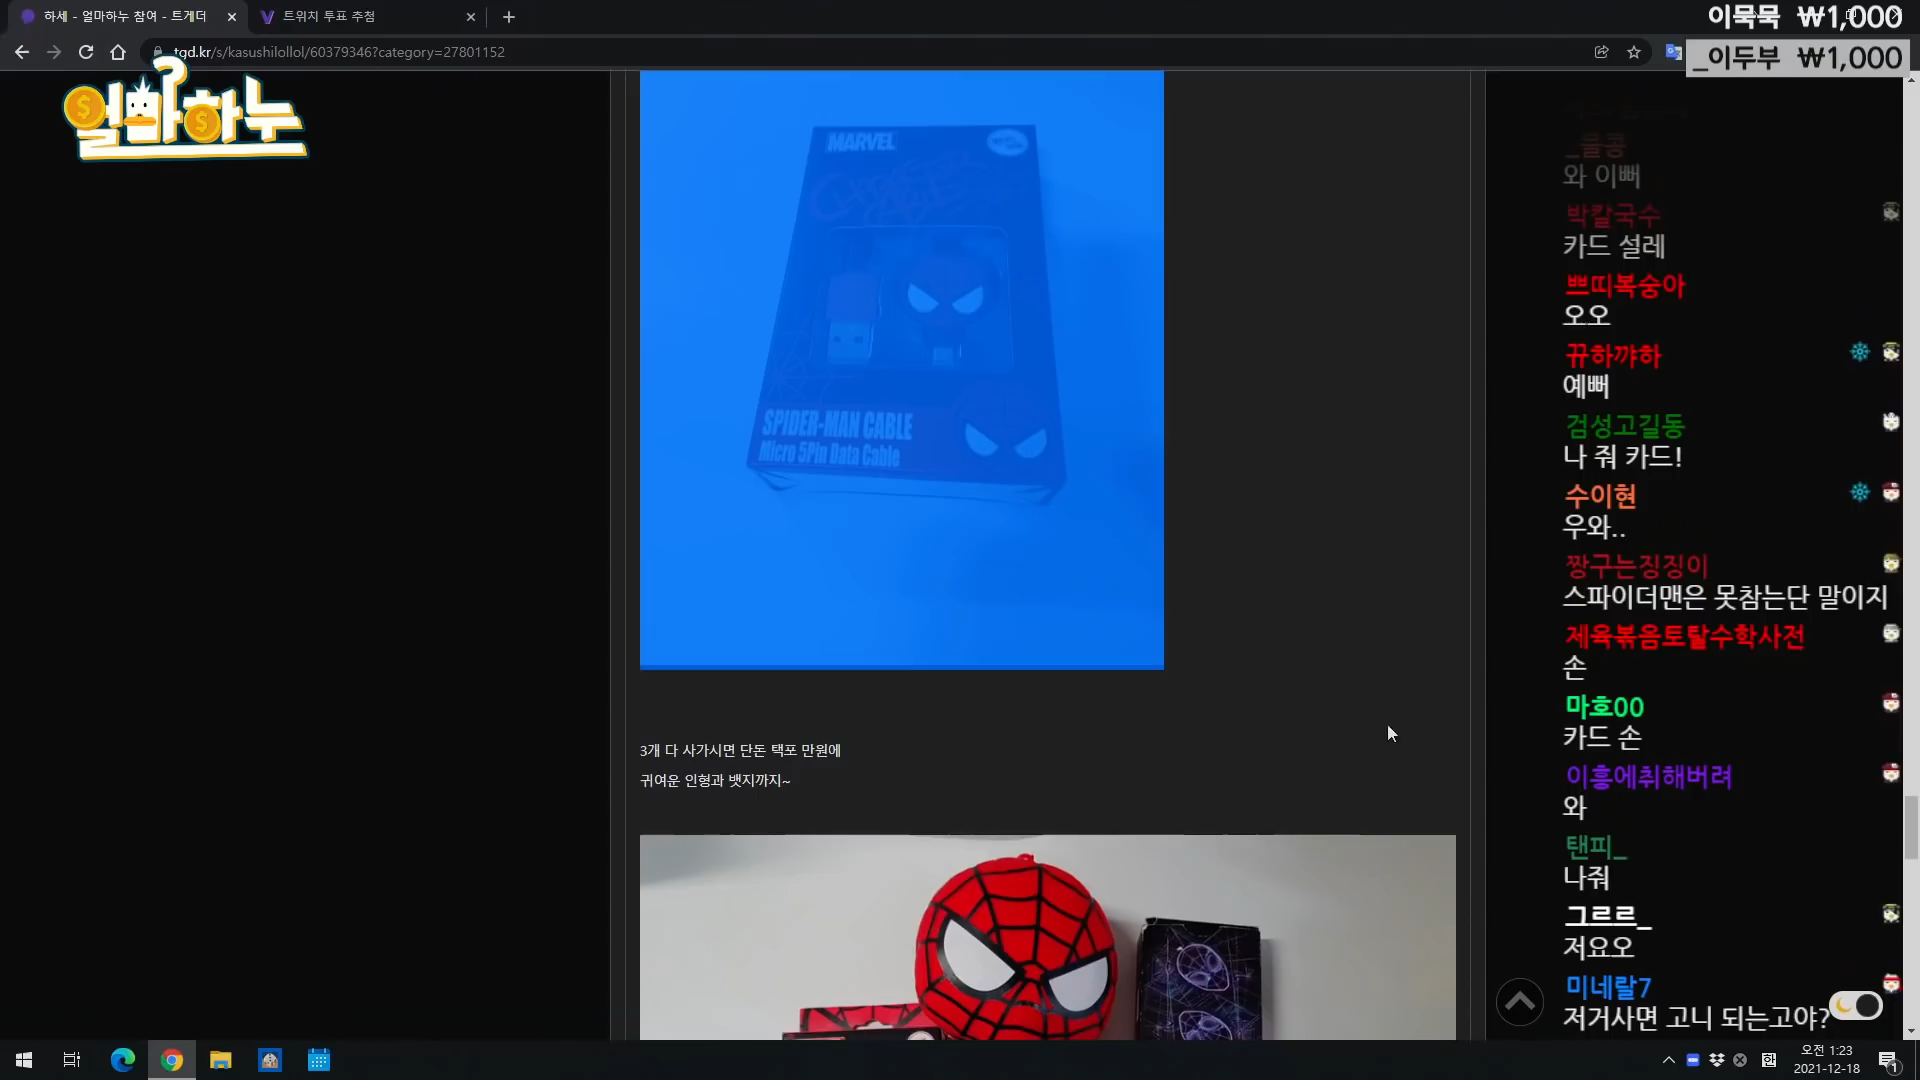 하세 - 얼마하누 참여 - 트게더
트위치 투표 추첨
tgd.kr/s/kasushilollol/60379346?category=27801152
이묵묵 ₩1,000
_이두부 ₩1,000
얼마하누
MARVEL
CHARACTER
CABLE
SPIDER-MAN CABLE
Micro 5Pin Data Cable
3개 다 사가시면 단돈 택포 만원에
귀여운 인형과 뱃지까지~
와 이뻐
박칼국수
카드 설레
쁘띠복숭아
오오
뀨하꺄하
예뻐
검성고길동
나 줘 카드!
수이현
우와..
짱구는징징이
스파이더맨은 못참는단 말이지
제육볶음토탈수학사전
손
마호00
카드 손
이흥에취해버려
와
탠피_
나줘
그르르_
저요오
미네랄7
저거사면 고니 되는고야?
한
오전 1:23
2021-12-18
1